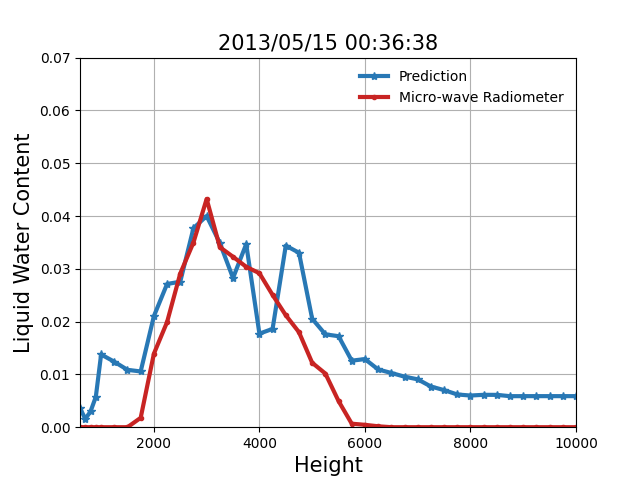 2013/05/15 00:36:38
0.07
0.06
0.05
0.04
0.03
0.02
0.01
0.00
Liquid Water Content
Prediction
Micro-wave Radiometer
2000 4000 6000 8000 10000
Height